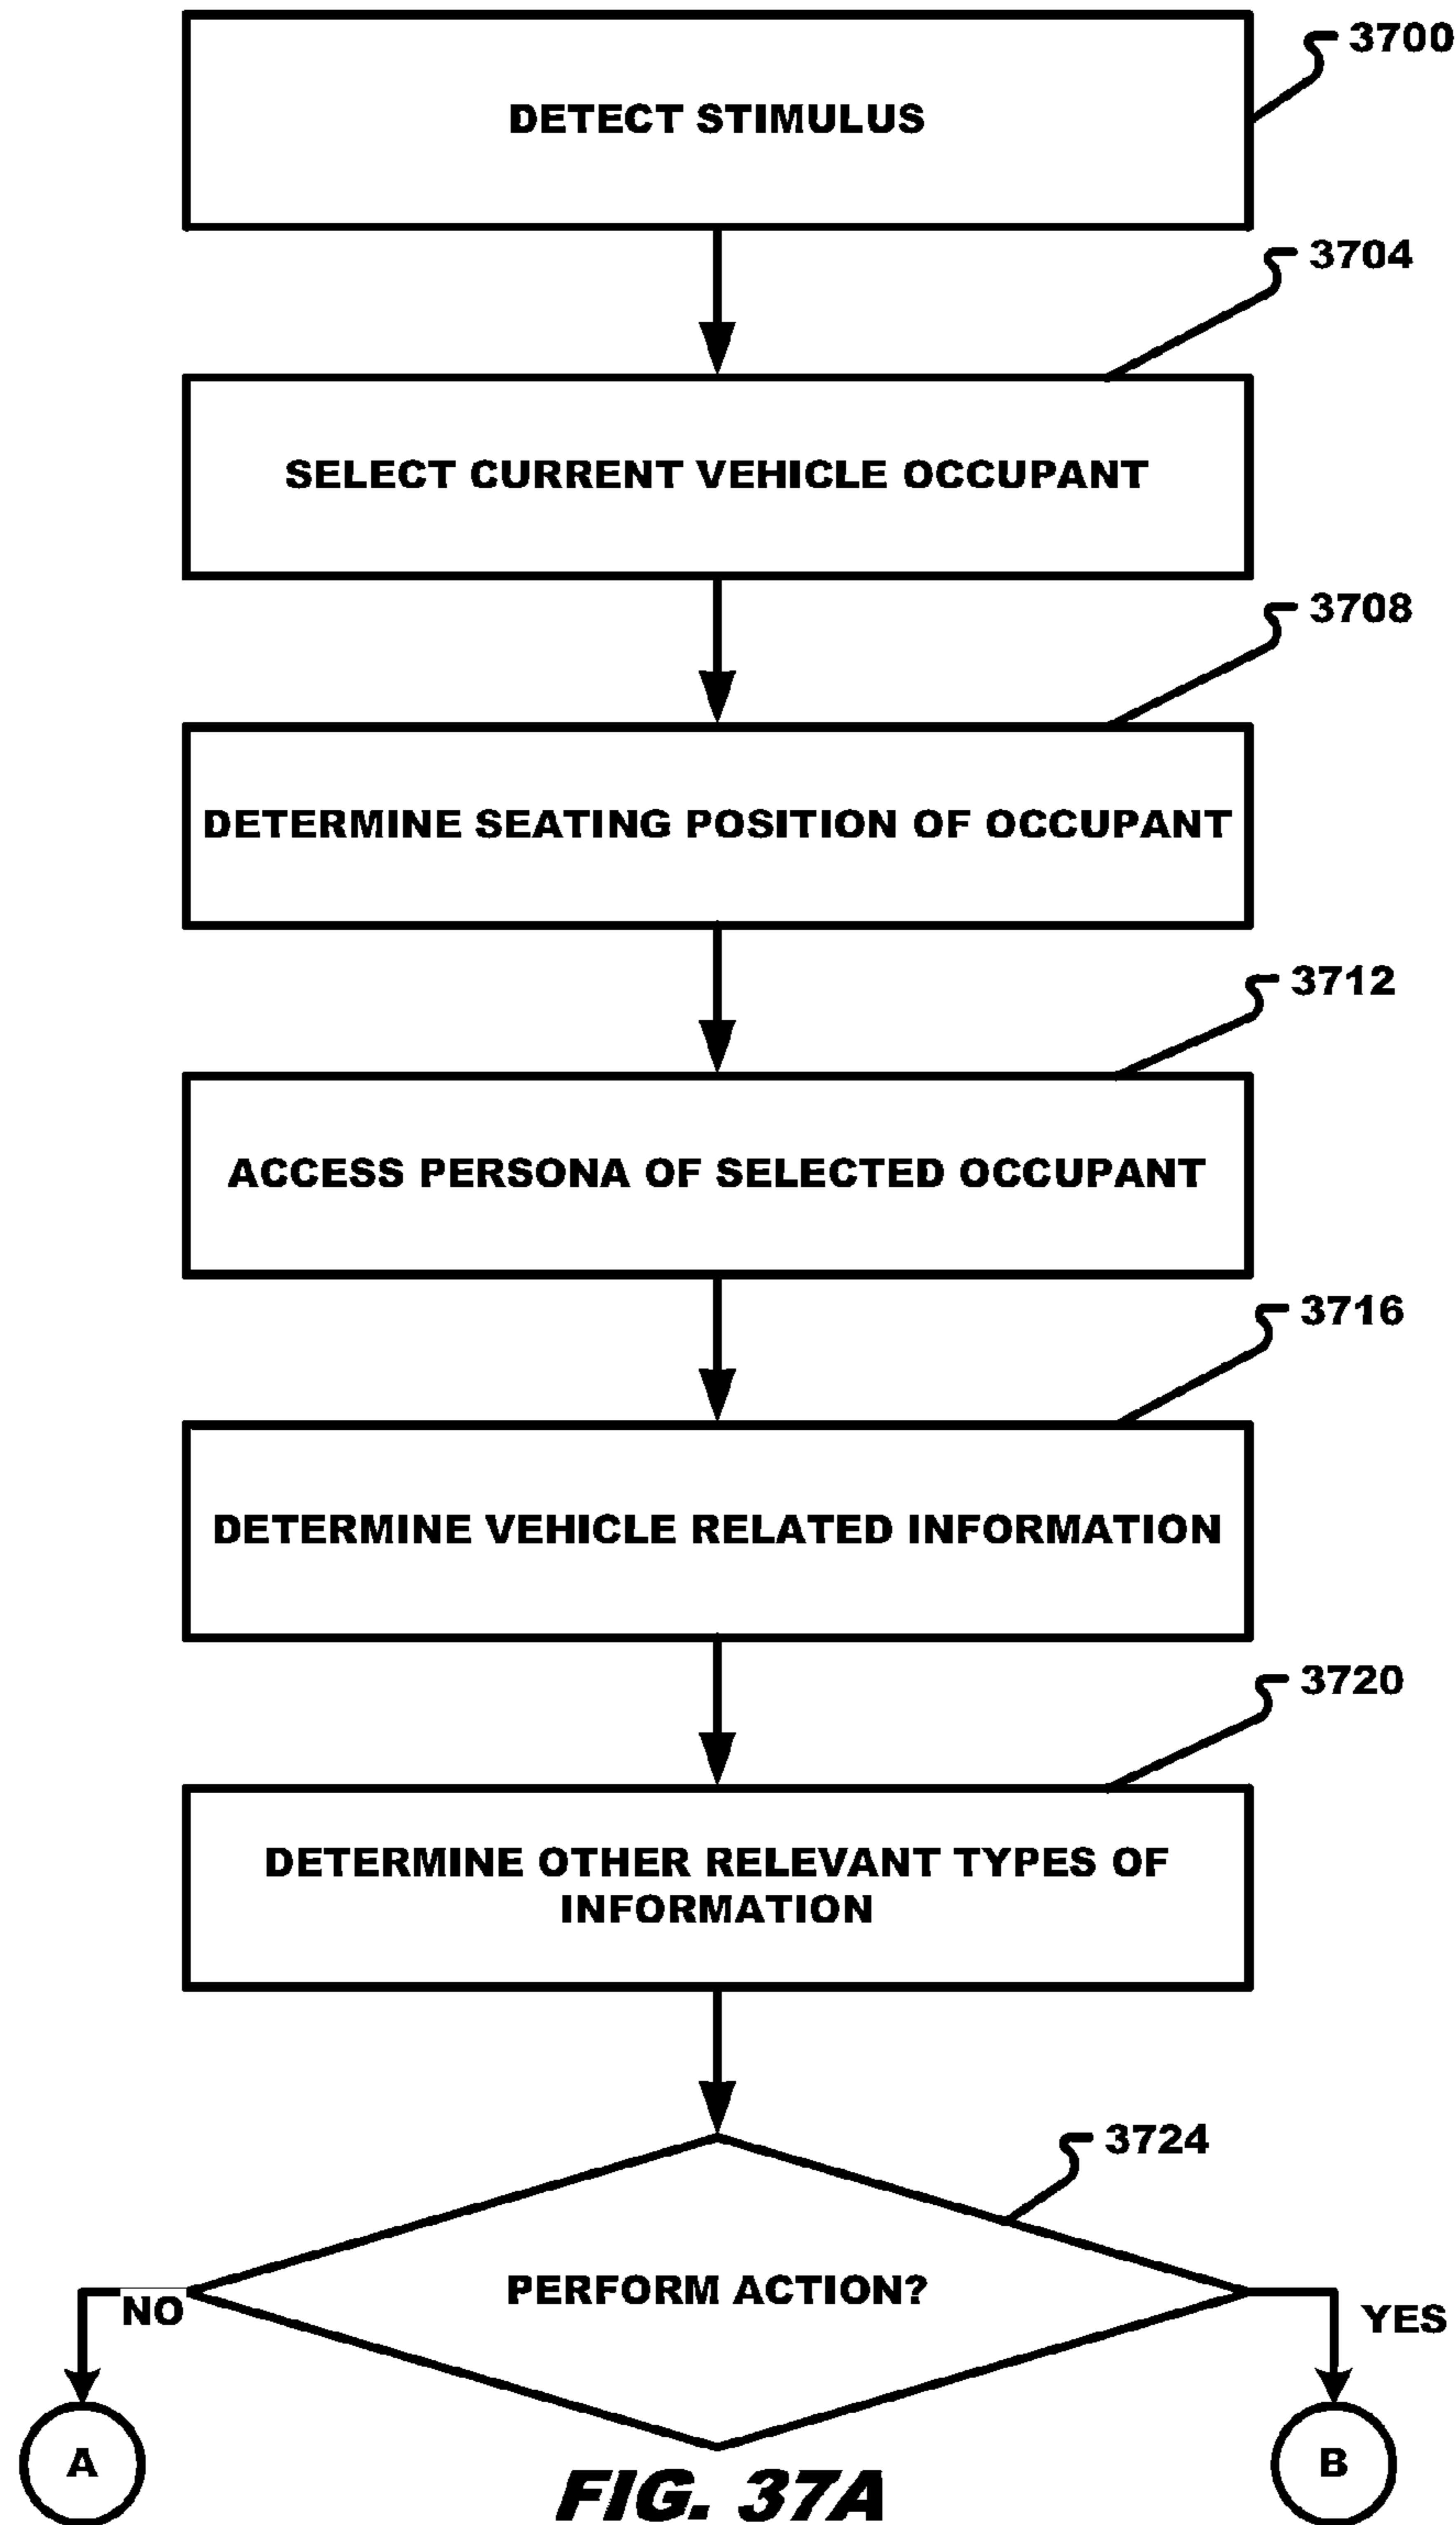 3700
DETECT STIMULUS
3704
SELECT CURRENT VEHICLE OCCUPANT
3708
DETERMINE SEATING POSITION OF OCCUPANT
3712
ACCESS PERSONA OF SELECTED OCCUPANT
3716
DETERMINE VEHICLE RELATED INFORMATION
3720
DETERMINE OTHER RELEVANT TYPES OF
INFORMATION
3724
PERFORM ACTION?
NO
YES
A
B
FIG. 37A